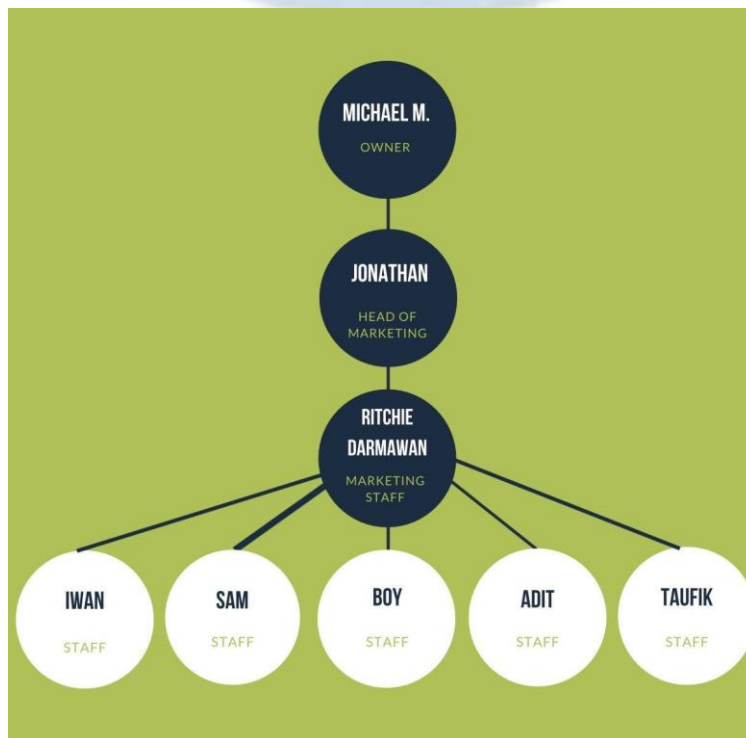 MICHAEL M.
OWNER
JONATHAN
HEAD OF
MARKETING
RITCHIE
DARMAWAN
MARKETING
STAFF
IWAN
STAFF
SAM
STAFF
BOY
STAFF
ADIT
STAFF
TAUFIK
STAFF